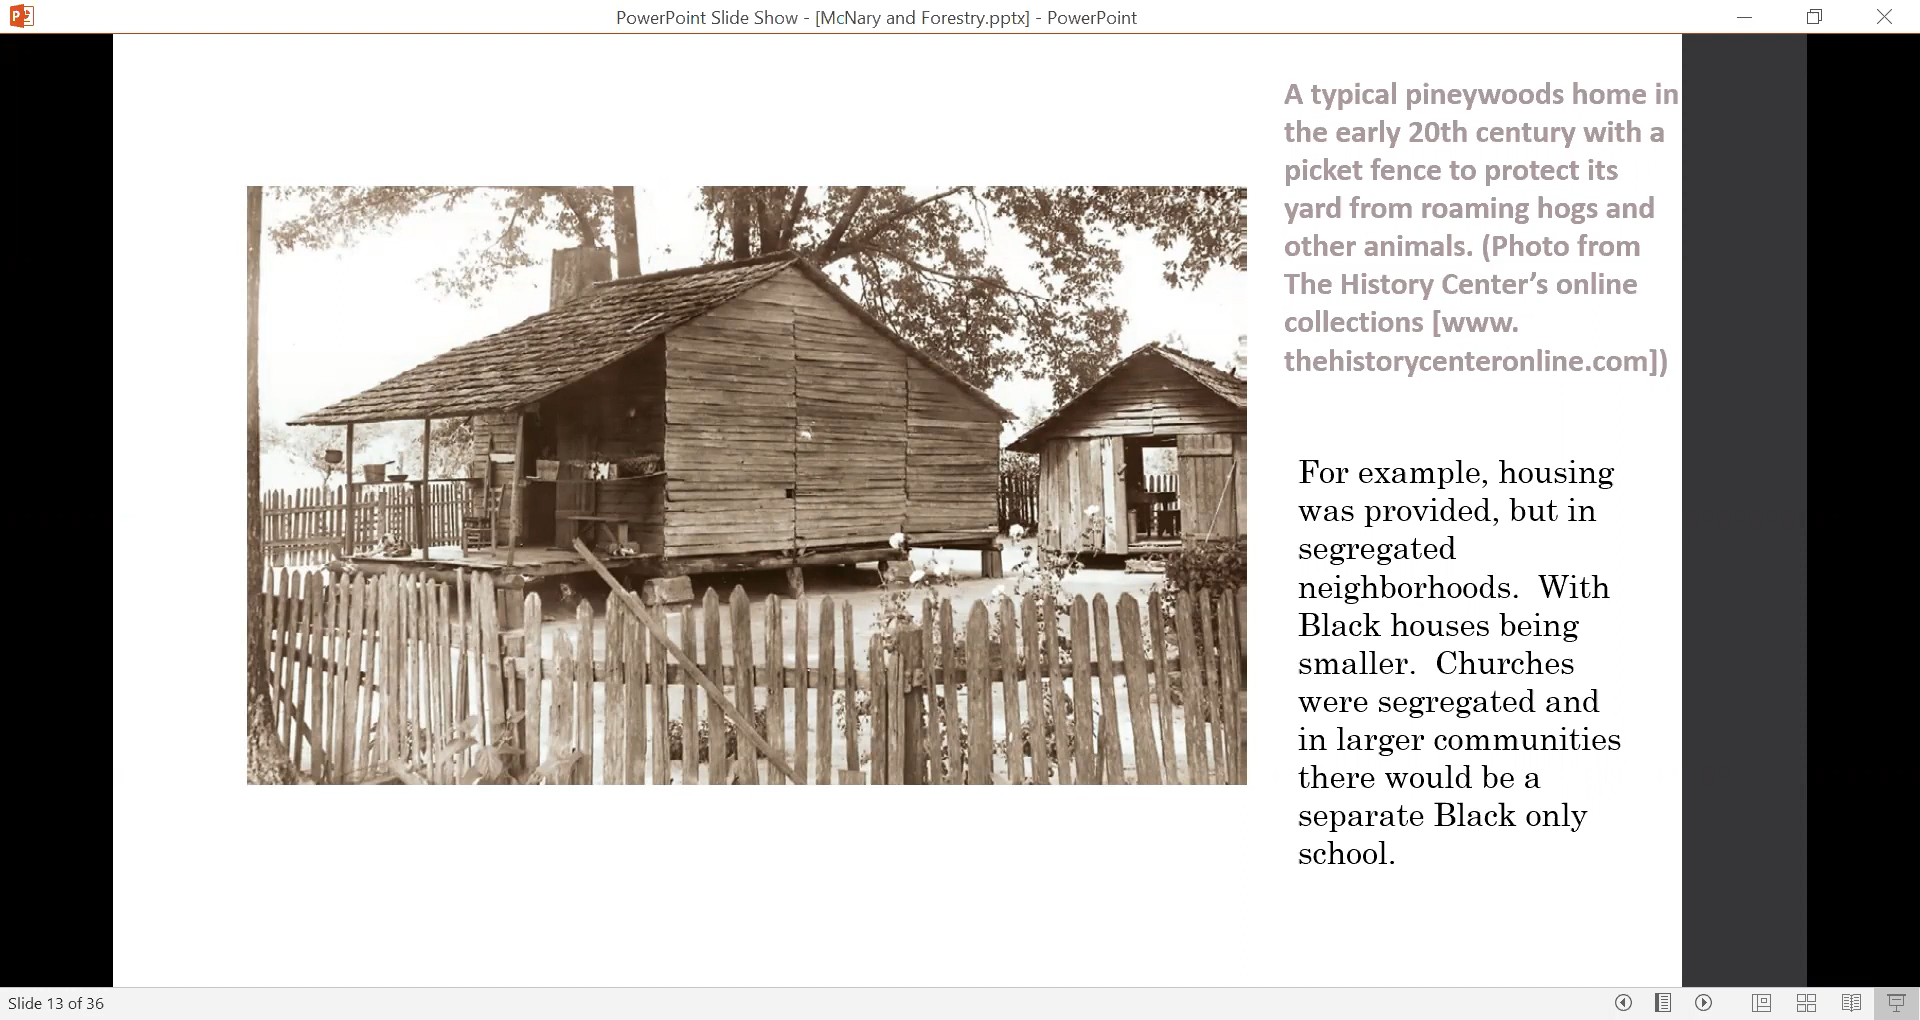 PowerPoint Slide Show - [McNary and Forestry.pptx] - PowerPoint
A typical pineywoods home in
the early 20th century with a
picket fence to protect its
yard from roaming hogs and
other animals. (Photo from
The History Center’s online
collections [www.
thehistorycenteronline.com])
For example, housing
was provided, but in
segregated
neighborhoods.  With
Black houses being
smaller.  Churches
were segregated and
in larger communities
there would be a
separate Black only
school.
Slide 13 of 36